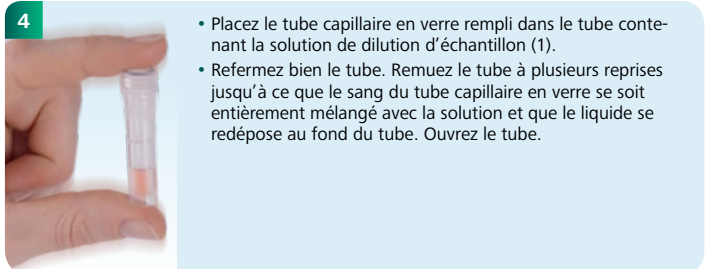 4
• Placez le tube capillaire en verre rempli dans le tube conte-
nant la solution de dilution d'échantillon (1).
• Refermez bien le tube. Remuez le tube à plusieurs reprises
jusqu'à ce que le sang du tube capillaire en verre se soit
entièrement mélangé avec la solution et que le liquide se
redépose au fond du tube. Ouvrez le tube.